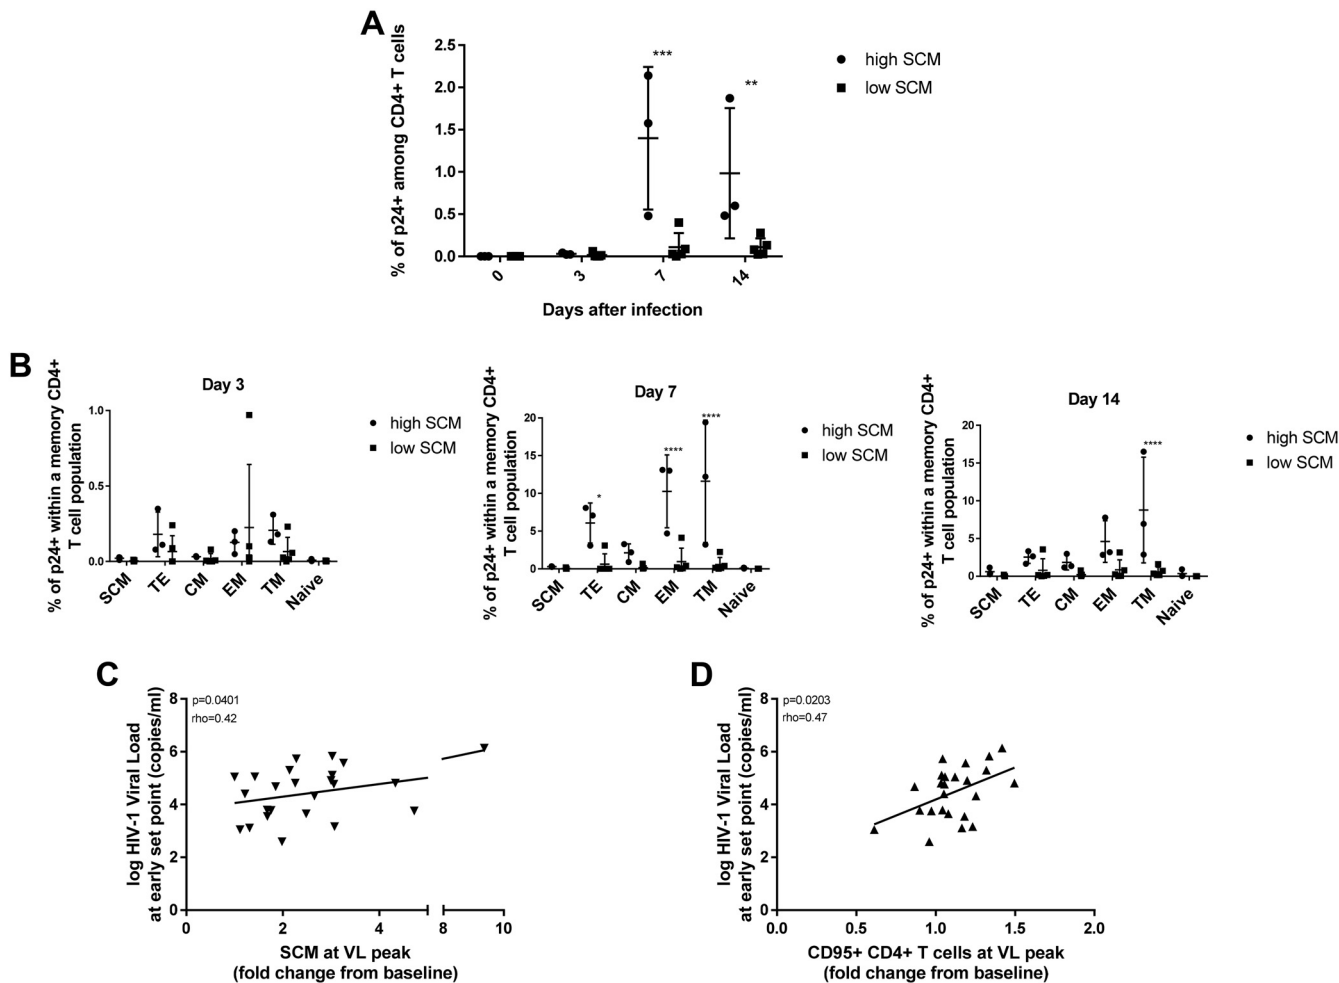 A
% of p24+ among CD4+ T cells
2.5
2.0
1.5
1.0
0.5
0.0
***
**
high SCM
low SCM
0
3
7
14
Days after infection
B
% of p24+ within a memory CD4+
T cell population
Day 3
1.0
0.5
0.0
high SCM
low SCM
SCM
TE
CM
EM
TM
Naive
% of p24+ within a memory CD4+
T cell population
Day 7
20
15
10
5
0
*
****
****
high SCM
low SCM
SCM
TE
CM
EM
TM
Naive
% of p24+ within a memory CD4+
T cell population
Day 14
20
15
10
5
0
****
high SCM
low SCM
SCM
TE
CM
EM
TM
Naive
C
log HIV-1 Viral Load
at early set point (copies/ml)
8
6
4
2
0
p=0.0401
rho=0.42
0
2
4
8
10
SCM at VL peak
(fold change from baseline)
D
log HIV-1 Viral Load
at early set point (copies/ml)
8
6
4
2
0
p=0.0203
rho=0.47
0.0
0.5
1.0
1.5
2.0
CD95+ CD4+ T cells at VL peak
(fold change from baseline)